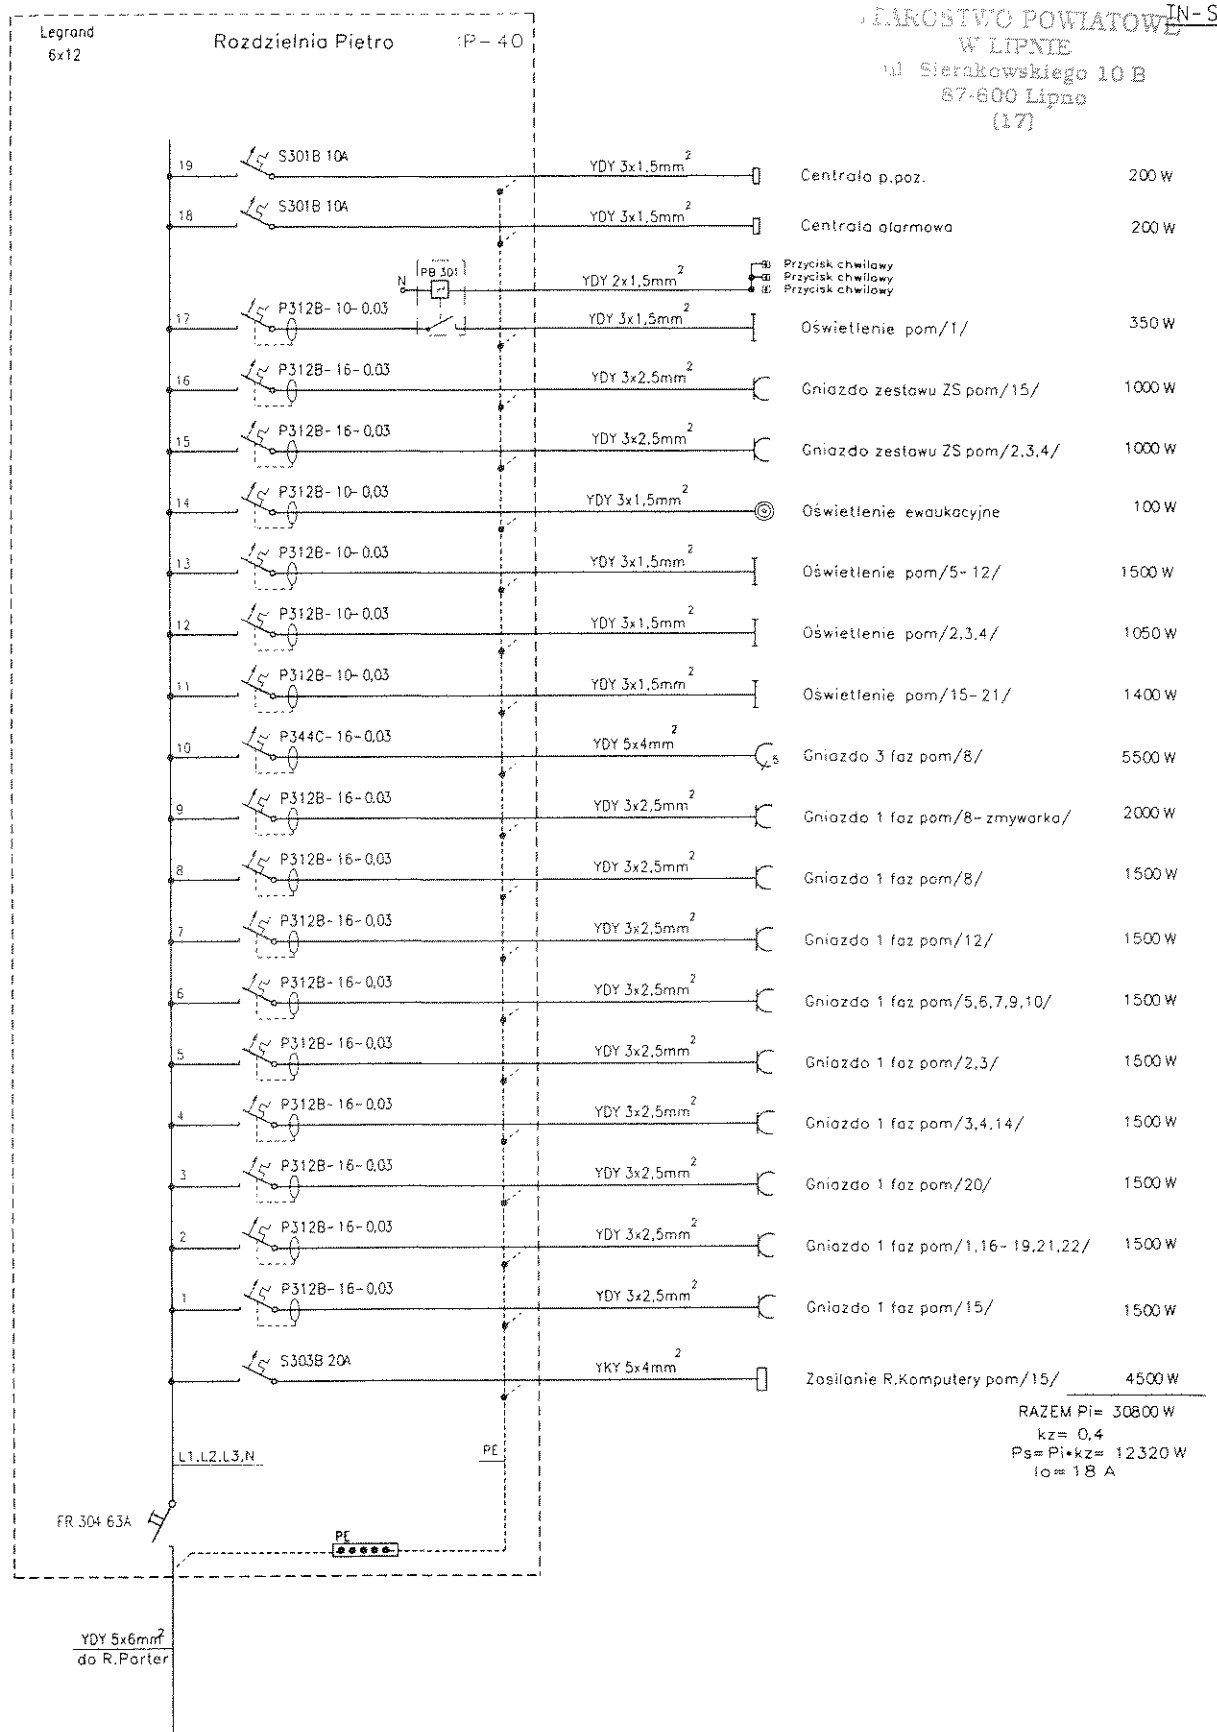 Legrand
6x12
Rozdzielnia Pietro
IP-40
IN-S
STAROSTWO POWIATOWE
W LIPNIE
ul Sierakowskiego 10 B
87-600 Lipno
(17)
19 S301B 10A YDY 3x1,5mm² Centrala p.poz. 200 W
18 S301B 10A YDY 3x1,5mm² Centrala alarmowa 200 W
N PB 301 YDY 2x1,5mm² Przycisk chwilowy
Przycisk chwilowy
Przycisk chwilowy
17 P312B-10-0,03 YDY 3x1,5mm² Oświetlenie pom/1/ 350 W
16 P312B-16-0,03 YDY 3x2,5mm² Gniazdo zestawu ZS pom/15/ 1000 W
15 P312B-16-0,03 YDY 3x2,5mm² Gniazdo zestawu ZS pom/2,3,4/ 1000 W
14 P312B-10-0,03 YDY 3x1,5mm² Oświetlenie ewaukacyjne 100 W
13 P312B-10-0,03 YDY 3x1,5mm² Oświetlenie pom/5-12/ 1500 W
12 P312B-10-0,03 YDY 3x1,5mm² Oświetlenie pom/2,3,4/ 1050 W
11 P312B-10-0,03 YDY 3x1,5mm² Oświetlenie pom/15-21/ 1400 W
10 P344C-16-0,03 YDY 5x4mm² 5 Gniazdo 3 faz pom/8/ 5500 W
9 P312B-16-0,03 YDY 3x2,5mm² Gniazdo 1 faz pom/8-zmywarka/ 2000 W
8 P312B-16-0,03 YDY 3x2,5mm² Gniazdo 1 faz pom/8/ 1500 W
7 P312B-16-0,03 YDY 3x2,5mm² Gniazdo 1 faz pom/12/ 1500 W
6 P312B-16-0,03 YDY 3x2,5mm² Gniazdo 1 faz pom/5,6,7,9,10/ 1500 W
5 P312B-16-0,03 YDY 3x2,5mm² Gniazdo 1 faz pom/2,3/ 1500 W
4 P312B-16-0,03 YDY 3x2,5mm² Gniazdo 1 faz pom/3,4,14/ 1500 W
3 P312B-16-0,03 YDY 3x2,5mm² Gniazdo 1 faz pom/20/ 1500 W
2 P312B-16-0,03 YDY 3x2,5mm² Gniazdo 1 faz pom/1,16-19,21,22/ 1500 W
1 P312B-16-0,03 YDY 3x2,5mm² Gniazdo 1 faz pom/15/ 1500 W
S303B 20A YKY 5x4mm² Zasilanie R.Komputery pom/15/ 4500 W
RAZEM Pi= 30800 W
kz= 0,4
Ps=Pi•kz= 12320 W
Io= 18 A
L1,L2,L3,N
PE
FR 304 63A
PE
YDY 5x6mm²
do R.Parter